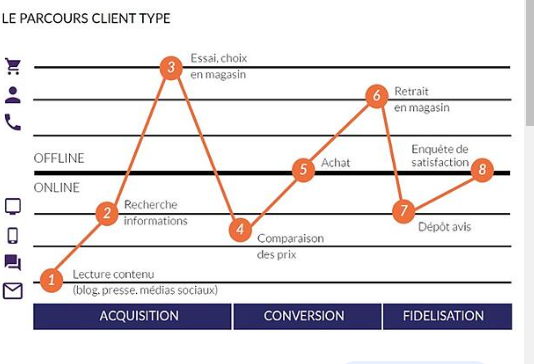 LE PARCOURS CLIENT TYPE
3
Essai, choix
en magasin
6
Retrait
en magasin
OFFLINE
5
Achat
Enquête de
satisfaction
8
ONLINE
2
Recherche
informations
4
Comparaison
des prix
7
Dépôt avis
1
Lecture contenu
(blog, presse, médias sociaux)
ACQUISITION
CONVERSION
FIDELISATION